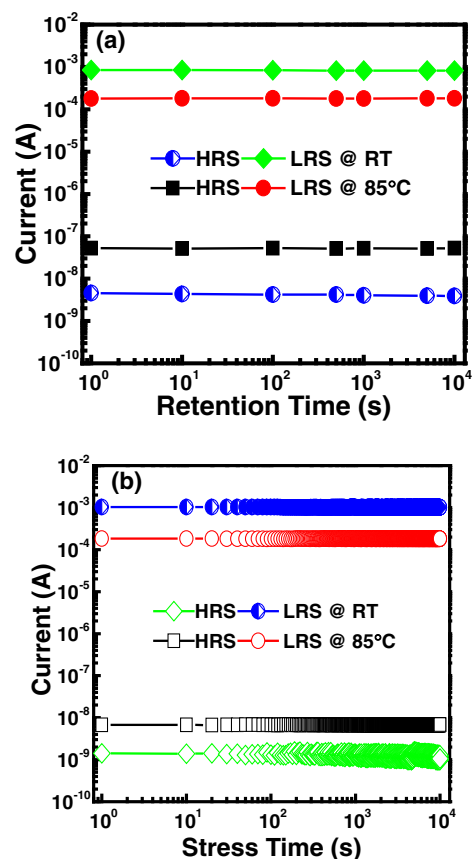 (a)
10⁻²
10⁻³
10⁻⁴
10⁻⁵
10⁻⁶
10⁻⁷
10⁻⁸
10⁻⁹
10⁻¹⁰
Current (A)
HRS LRS @ RT
HRS LRS @ 85°C
10⁰ 10¹ 10² 10³ 10⁴
Retention Time (s)
(b)
10⁻²
10⁻³
10⁻⁴
10⁻⁵
10⁻⁶
10⁻⁷
10⁻⁸
10⁻⁹
10⁻¹⁰
Current (A)
HRS LRS @ RT
HRS LRS @ 85°C
10⁰ 10¹ 10² 10³ 10⁴
Stress Time (s)